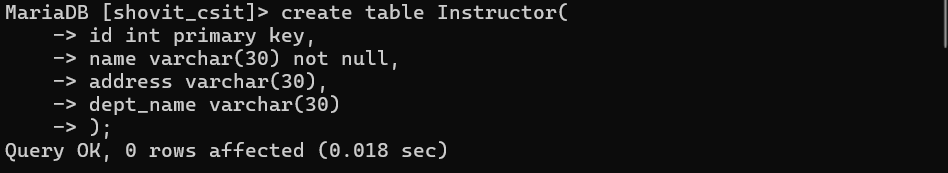 MariaDB [shovit_csit]> create table Instructor(
    -> id int primary key,
    -> name varchar(30) not null,
    -> address varchar(30),
    -> dept_name varchar(30)
    -> );
Query OK, 0 rows affected (0.018 sec)